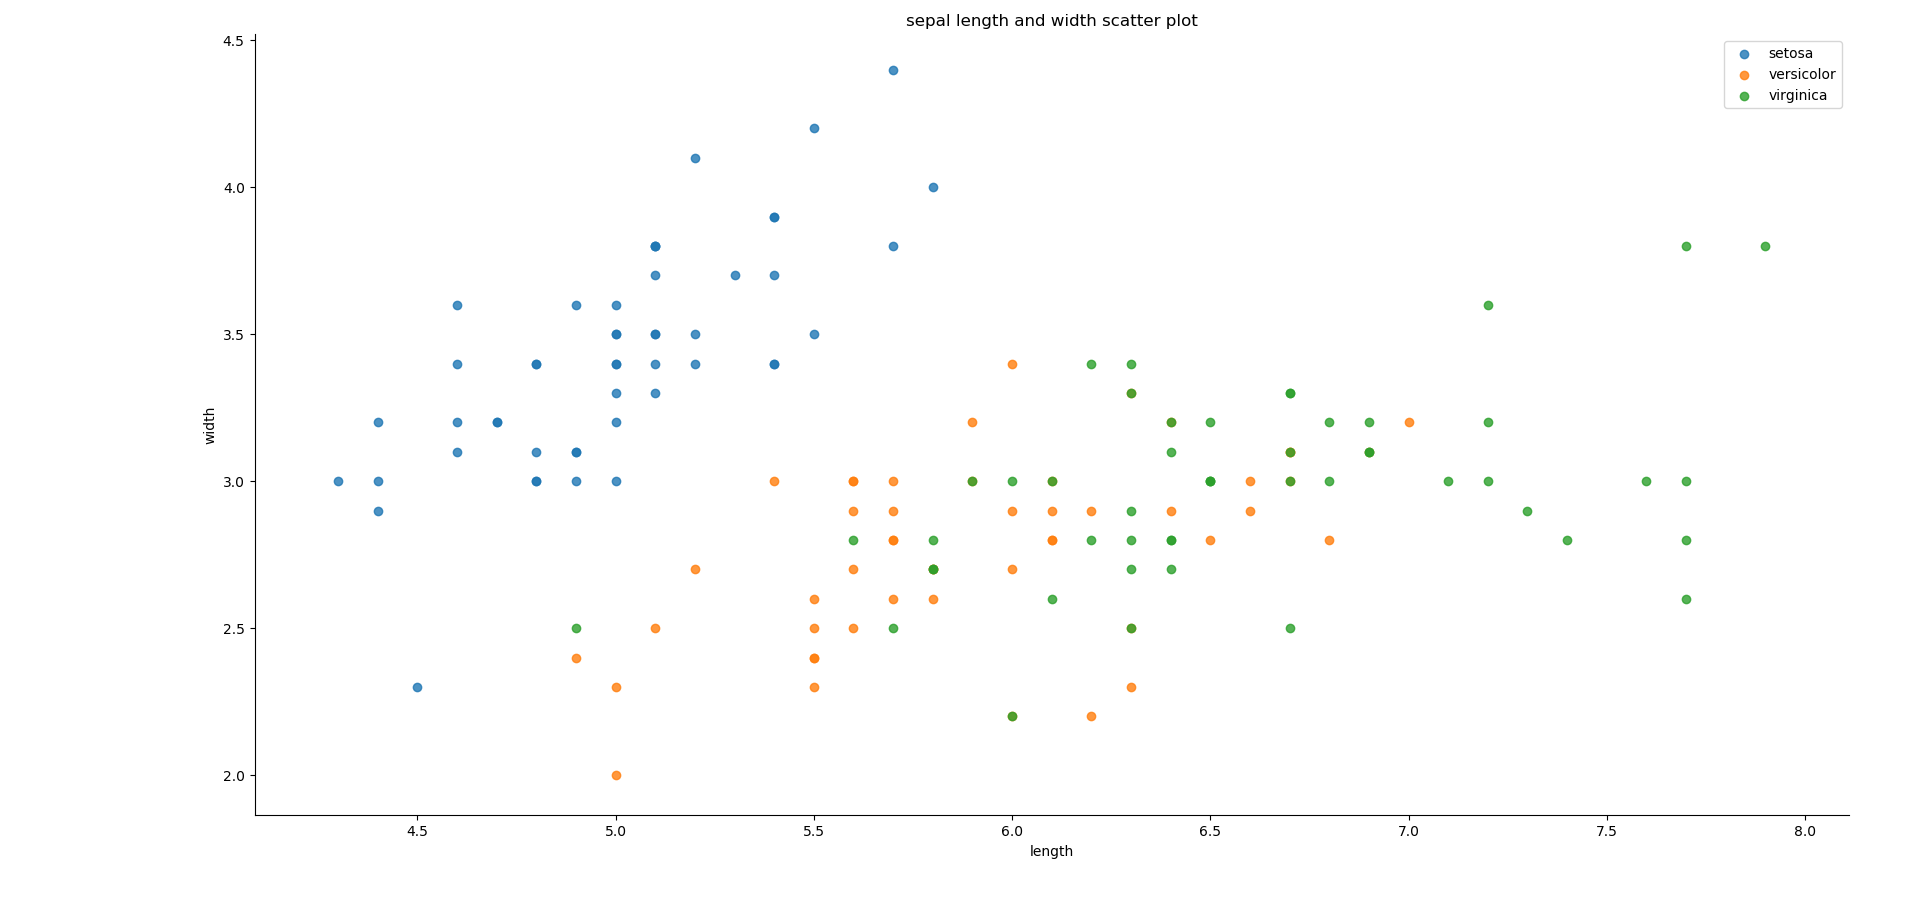 sepal length and width scatter plot
setosa
versicolor
virginica
4.5
4.0
3.5
3.0
2.5
2.0
width
4.5 5.0 5.5 6.0 6.5 7.0 7.5 8.0
length